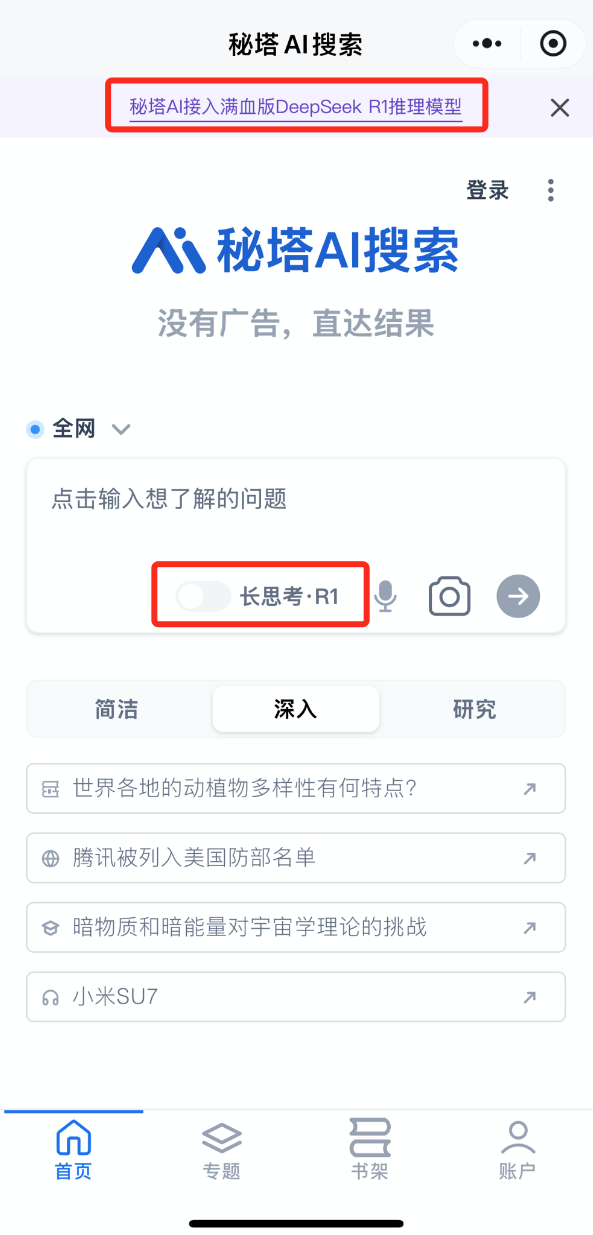 秘塔AI搜索
秘塔AI接入满血版DeepSeek R1推理模型
登录
秘塔AI搜索
没有广告，直达结果
全网
点击输入想了解的问题
长思考·R1
简洁
深入
研究
世界各地的动植物多样性有何特点?
腾讯被列入美国防部名单
暗物质和暗能量对宇宙学理论的挑战
小米SU7
首页
专题
书架
账户